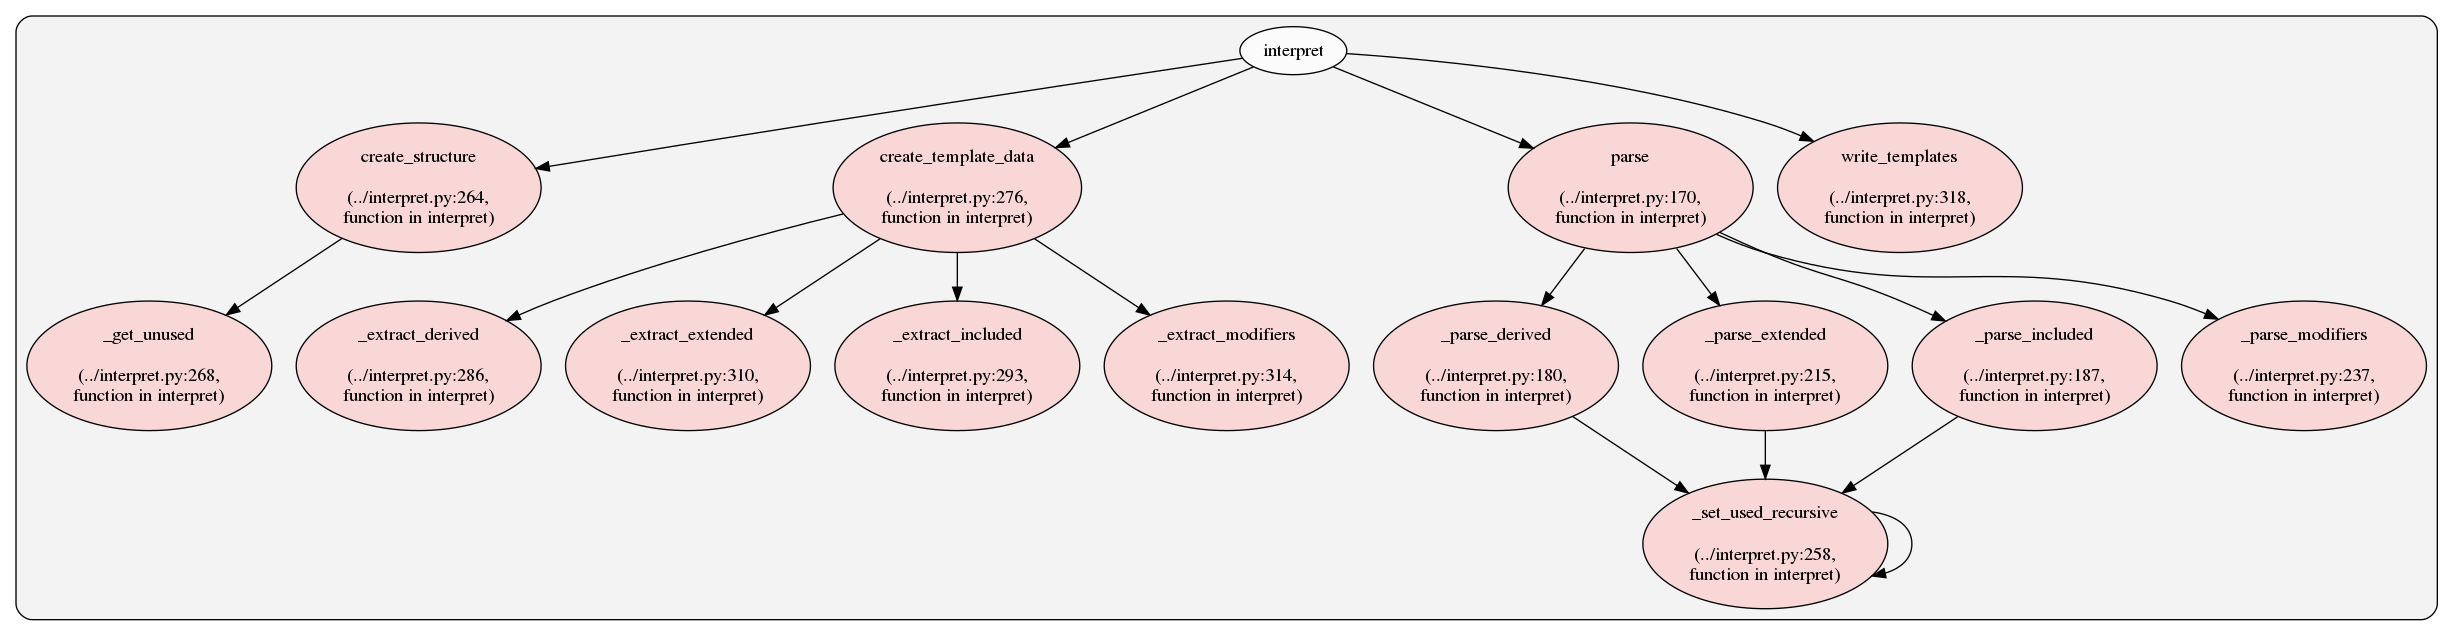 interpret
create_structure
(../interpret.py:264,
function in interpret)
create_template_data
(../interpret.py:276,
function in interpret)
parse
(../interpret.py:170,
function in interpret)
write_templates
(../interpret.py:318,
function in interpret)
_get_unused
(../interpret.py:268,
function in interpret)
_extract_derived
(../interpret.py:286,
function in interpret)
_extract_extended
(../interpret.py:310,
function in interpret)
_extract_included
(../interpret.py:293,
function in interpret)
_extract_modifiers
(../interpret.py:314,
function in interpret)
_parse_derived
(../interpret.py:180,
function in interpret)
_parse_extended
(../interpret.py:215,
function in interpret)
_parse_included
(../interpret.py:187,
function in interpret)
_parse_modifiers
(../interpret.py:237,
function in interpret)
_set_used_recursive
(../interpret.py:258,
function in interpret)